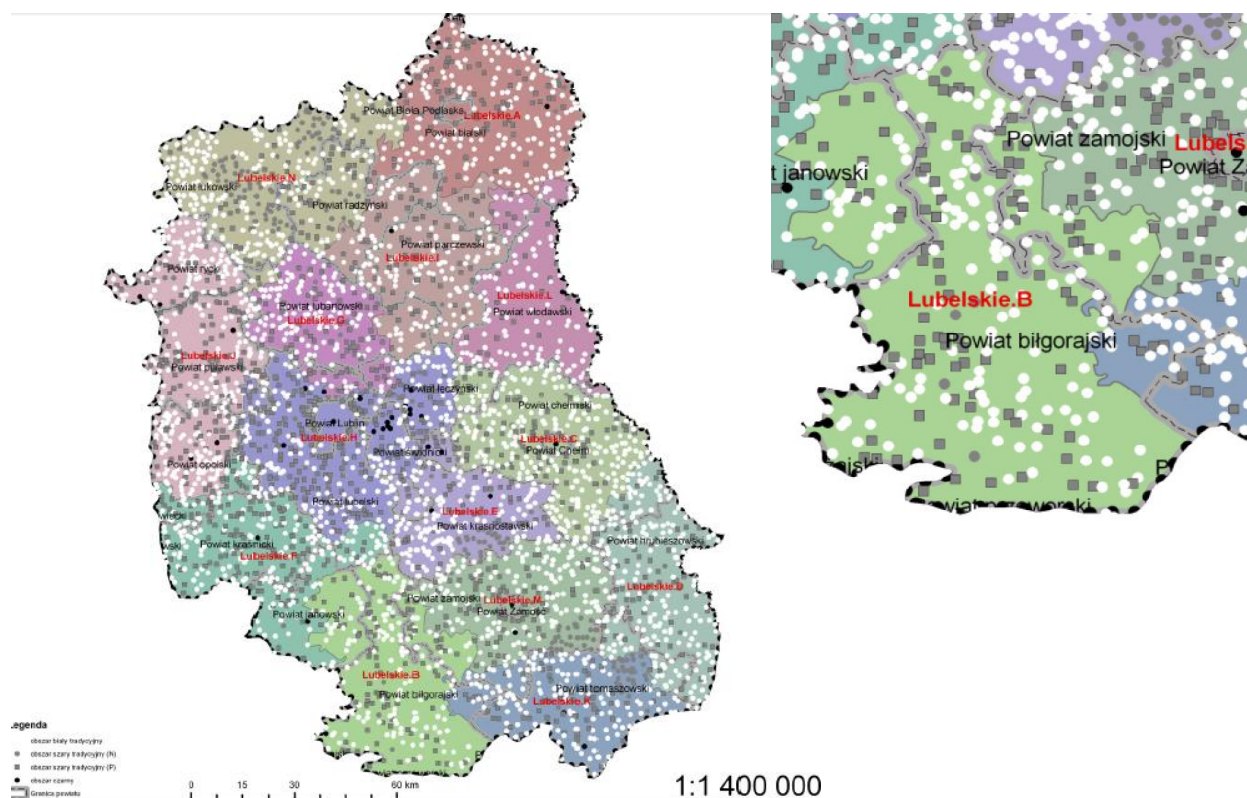 Powiat Biała Podlaska
Lubelskie.A
Powiat bialski
Lubelskie.N
Powiat łukowski
Powiat radzyński
Powiat parczewski
Lubelskie.I
Powiat rycki
Powiat lubartowski
Lubelskie.G
Lubelskie.L
Powiat włodawski
Lubelskie.J
Powiat puławski
Powiat łęczyński
Powiat chełmski
Powiat Lublin
Lubelskie.H
Lubelskie.C
Powiat Chełm
Powiat świdnicki
Powiat opolski
Powiat lubelski
Lubelskie.E
Powiat krasnostawski
Powiat kraśnicki
Lubelskie.F
Powiat hrubieszowski
Lubelskie.D
Powiat zamojski
Lubelskie.M
Powiat Zamość
Powiat janowski
Lubelskie.B
Powiat biłgorajski
Powiat tomaszowski
Lubelskie.K
Legenda
obszar biały tradycyjny
obszar szary tradycyjny (N)
obszar szary tradycyjny (P)
obszar czarny
Granica powiatu
0 15 30 60 km
1:1 400 000
Powiat zamojski
Lubels
Powiat Za
t janowski
Lubelskie.B
Powiat biłgorajski